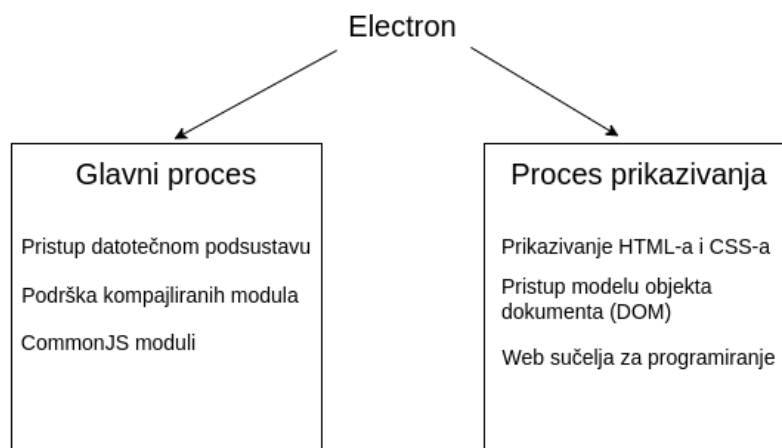 Electron
Glavni proces
Pristup datotečnom podsustavu
Podrška kompajliranih modula
CommonJS moduli
Proces prikazivanja
Prikazivanje HTML-a i CSS-a
Pristup modelu objekta
dokumenta (DOM)
Web sučelja za programiranje